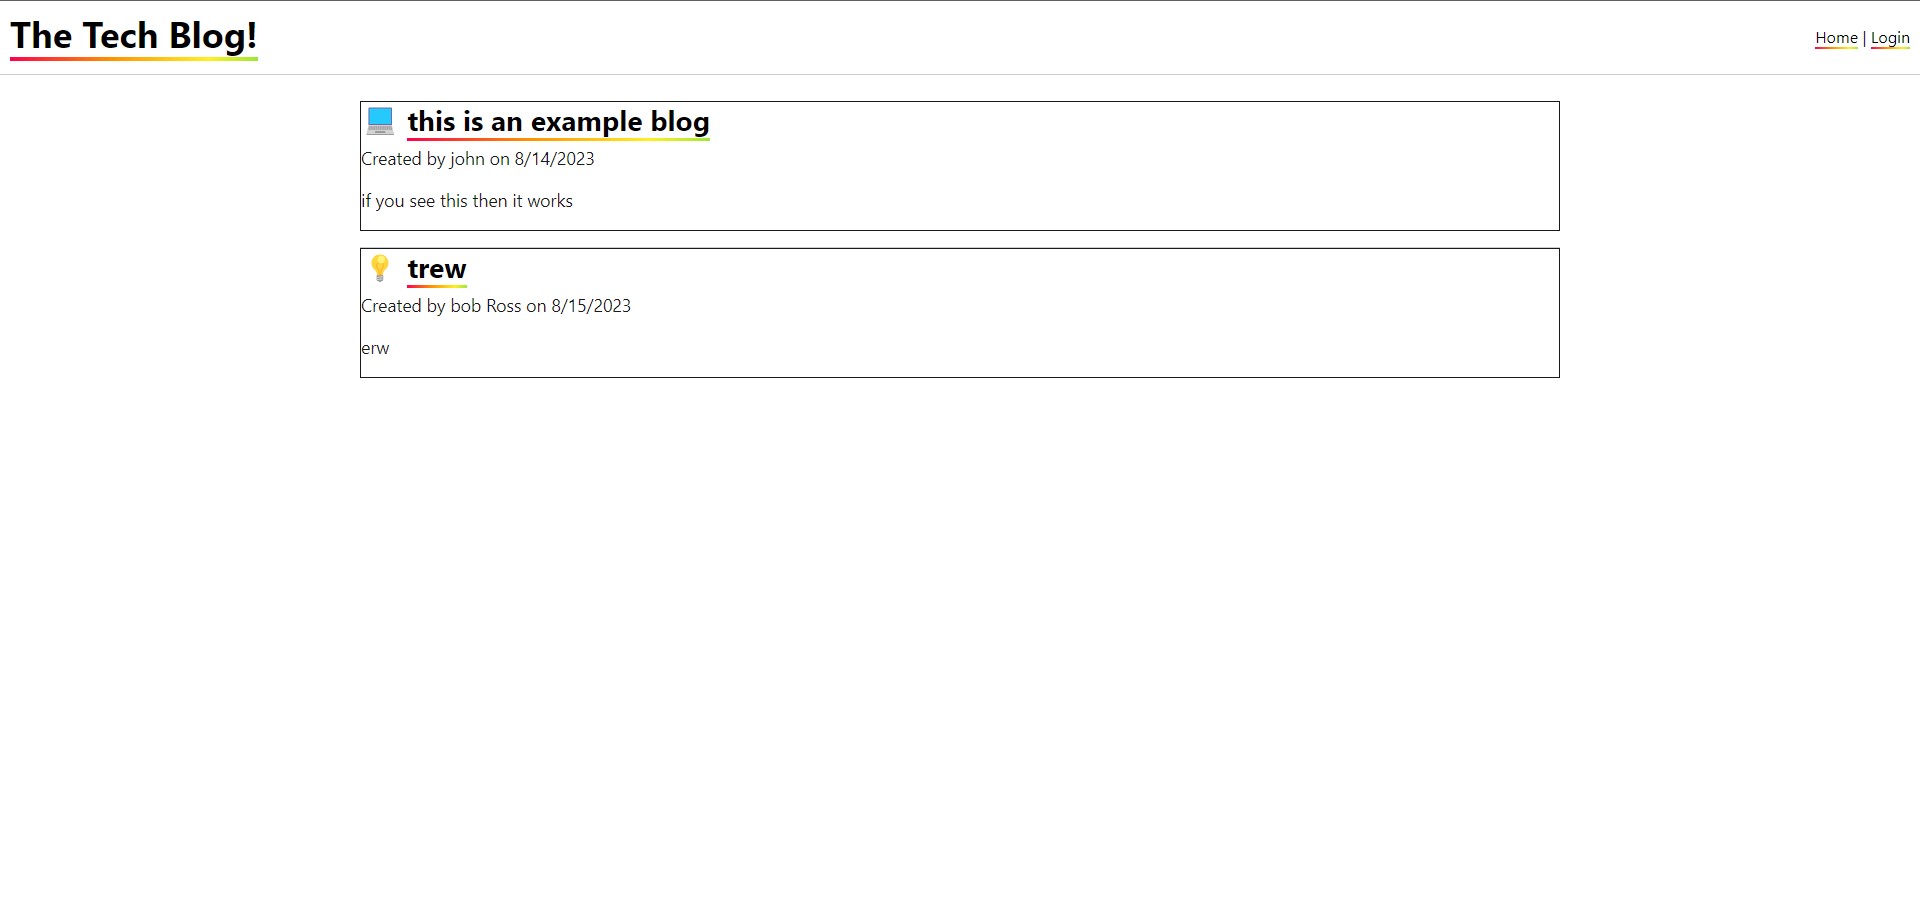 The Tech Blog!
Home | Login
this is an example blog
Created by john on 8/14/2023
if you see this then it works
trew
Created by bob Ross on 8/15/2023
erw